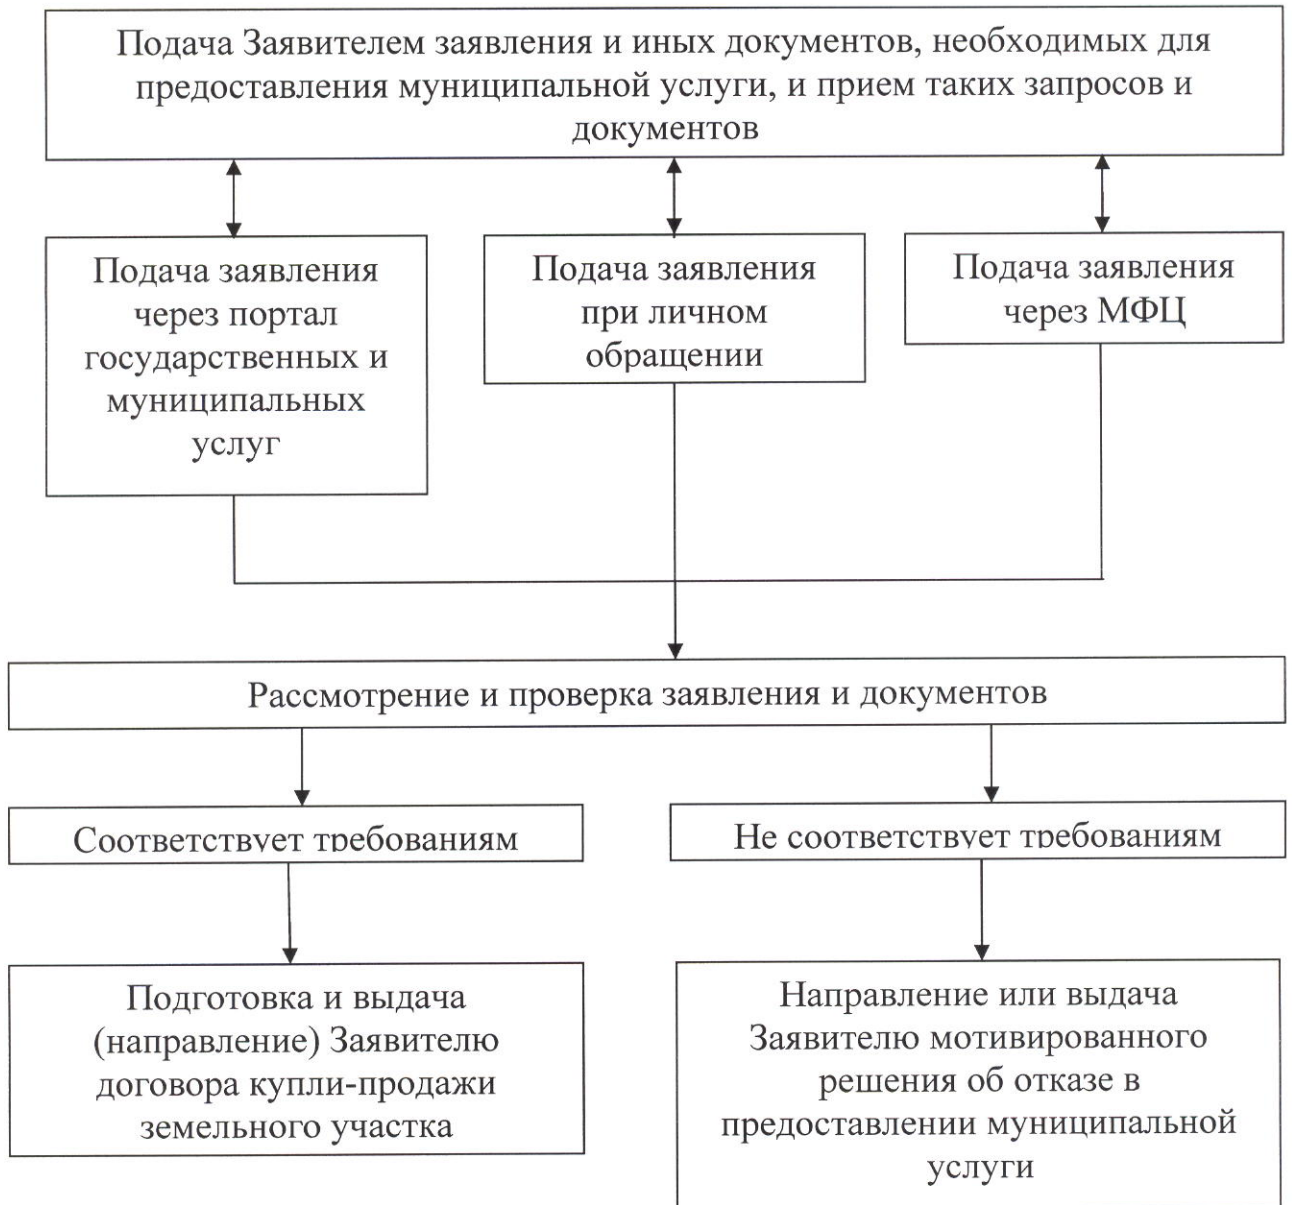 Подача Заявителем заявления и иных документов, необходимых для
предоставления муниципальной услуги, и прием таких запросов и
документов
Подача заявления
через портал
государственных и
муниципальных
услуг
Подача заявления
при личном
обращении
Подача заявления
через МФЦ
Рассмотрение и проверка заявления и документов
Соответствует требованиям
Не соответствует требованиям
Подготовка и выдача
(направление) Заявителю
договора купли-продажи
земельного участка
Направление или выдача
Заявителю мотивированного
решения об отказе в
предоставлении муниципальной
услуги